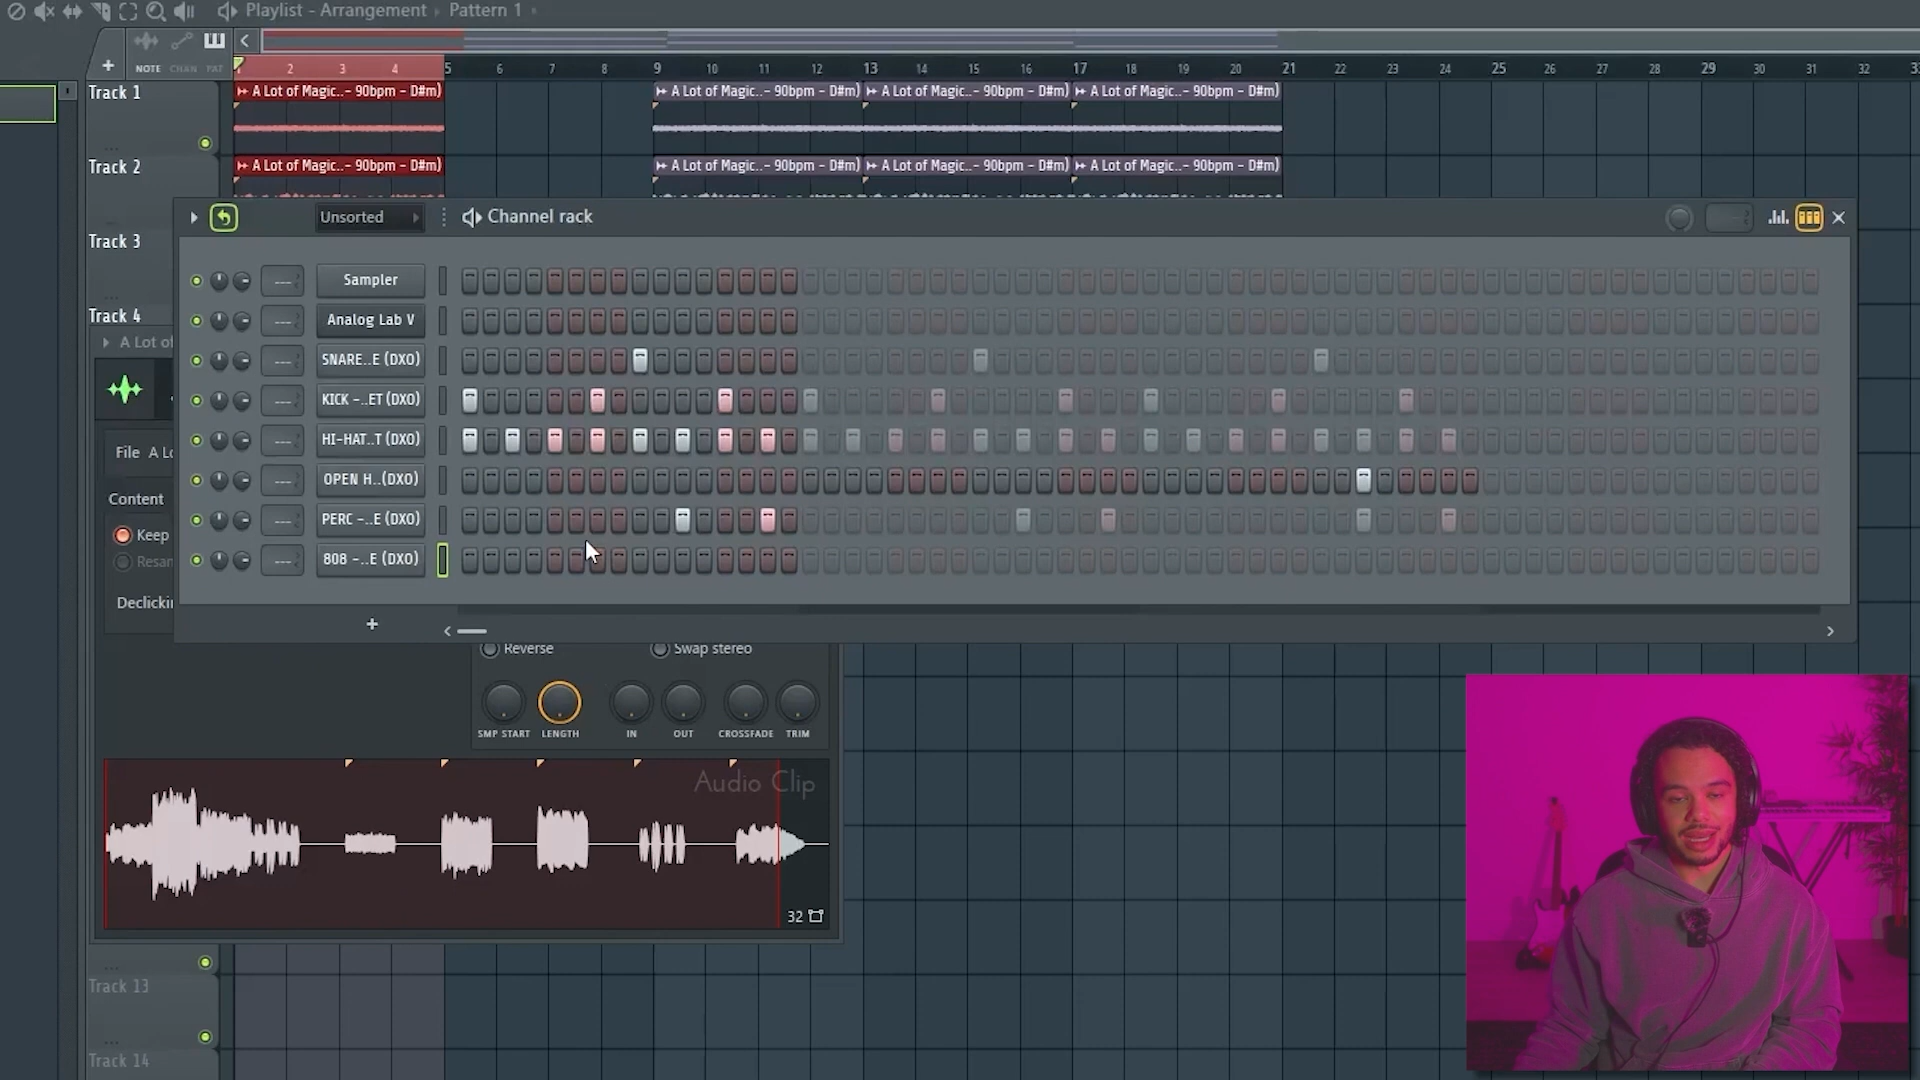 Playlist - Arrangement › Pattern 1
NOTE CHAN PAT
2 3 4 5 6 7 8 9 10 11 12 13 14 15 16 17 18 19 20 21 22 23 24 25 26 27 28 29 30 31 32
Track 1
A Lot of Magic..- 90bpm - D#m)
A Lot of Magic..- 90bpm - D#m)
A Lot of Magic..- 90bpm - D#m)
A Lot of Magic..- 90bpm - D#m)
Track 2
A Lot of Magic..- 90bpm - D#m)
A Lot of Magic..- 90bpm - D#m)
A Lot of Magic..- 90bpm - D#m)
A Lot of Magic..- 90bpm - D#m)
Unsorted
Channel rack
Track 3
Sampler
Track 4
Analog Lab V
A Lot of
SNARE..E (DXO)
KICK -..ET (DXO)
HI-HAT..T (DXO)
File A Lo
OPEN H..(DXO)
Content
PERC -..E (DXO)
Keep
808 -..E (DXO)
Resan
Declickin
Reverse
Swap stereo
SMP START LENGTH IN OUT CROSSFADE TRIM
Audio Clip
32
Track 13
Track 14